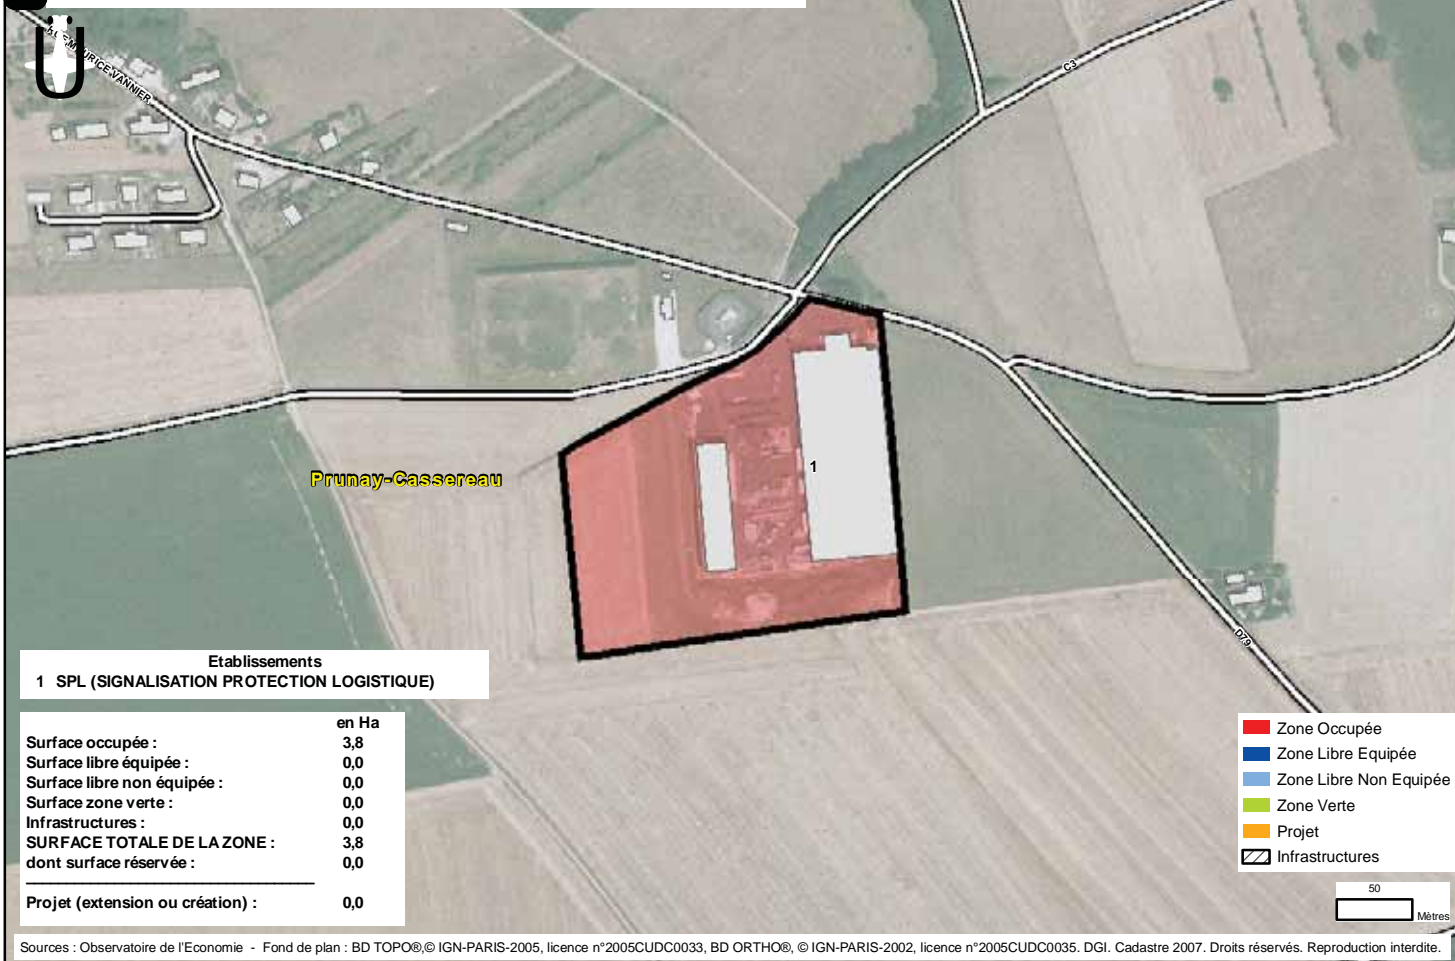 RUE MAURICE VANNIER
C3
Prunay-Cassereau
1
D79
Etablissements
1 SPL (SIGNALISATION PROTECTION LOGISTIQUE)
en Ha
Surface occupée : 3,8
Surface libre équipée : 0,0
Surface libre non équipée : 0,0
Surface zone verte : 0,0
Infrastructures : 0,0
SURFACE TOTALE DE LA ZONE : 3,8
dont surface réservée : 0,0
Projet (extension ou création) : 0,0
Zone Occupée
Zone Libre Equipée
Zone Libre Non Equipée
Zone Verte
Projet
Infrastructures
50
Mètres
Sources : Observatoire de l'Economie - Fond de plan : BD TOPO®,© IGN-PARIS-2005, licence n°2005CUDC0033, BD ORTHO®, © IGN-PARIS-2002, licence n°2005CUDC0035. DGI. Cadastre 2007. Droits réservés. Reproduction interdite.